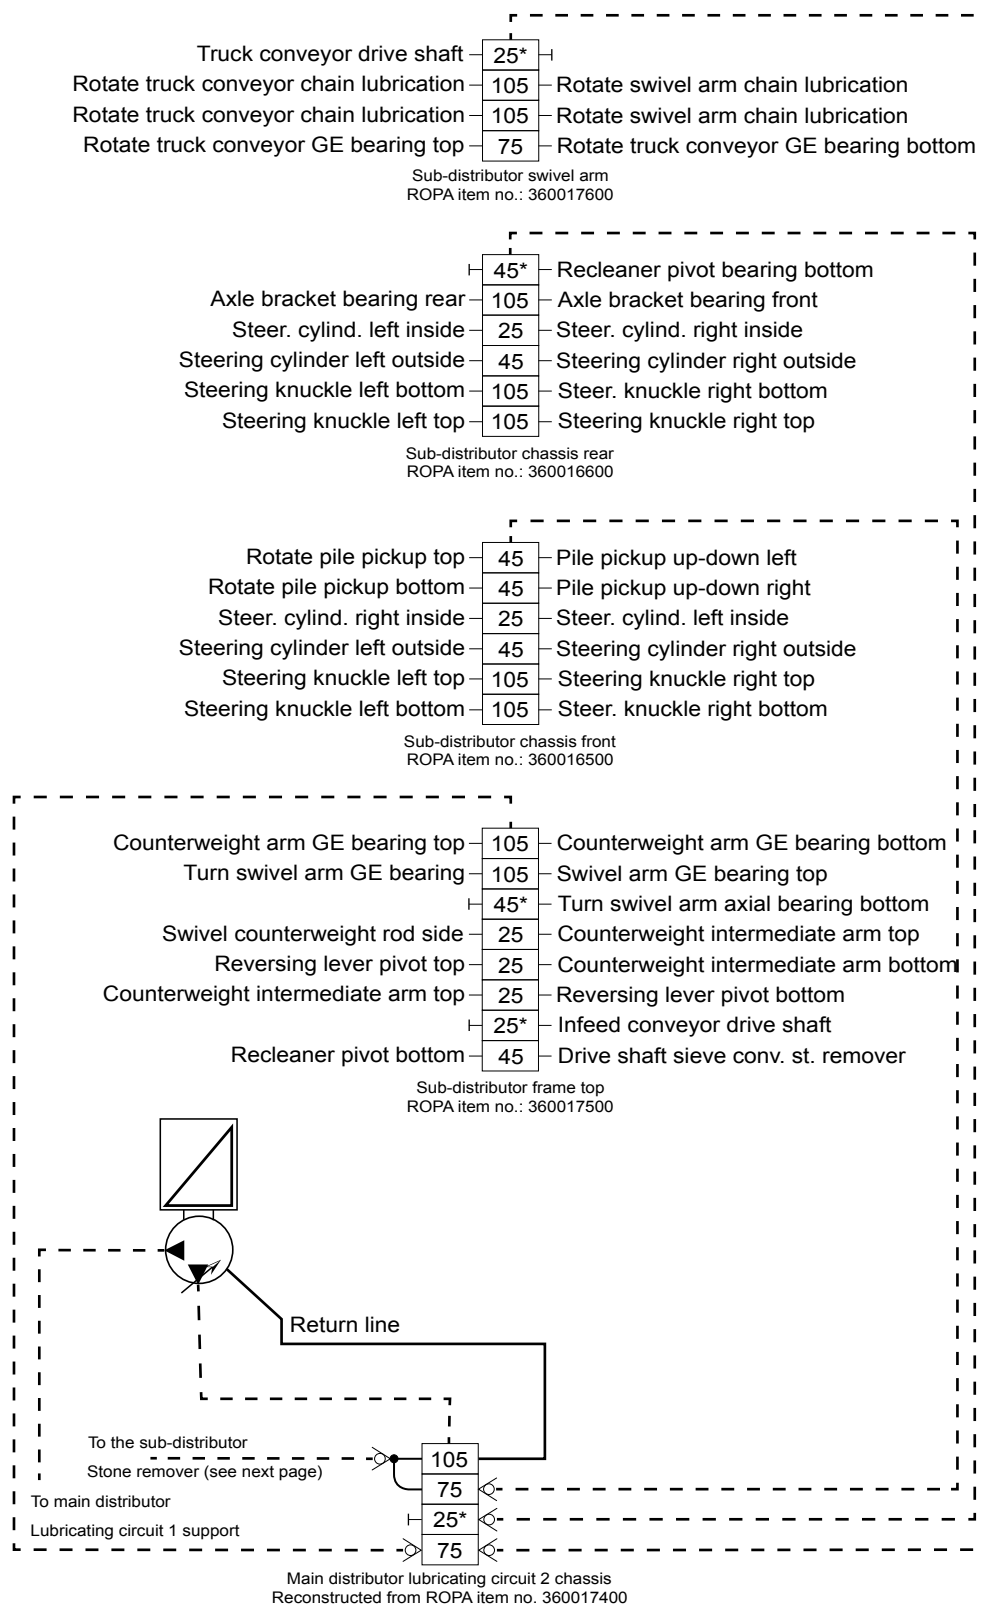 Truck conveyor drive shaft 25*
Rotate truck conveyor chain lubrication 105 Rotate swivel arm chain lubrication
Rotate truck conveyor chain lubrication 105 Rotate swivel arm chain lubrication
Rotate truck conveyor GE bearing top 75 Rotate truck conveyor GE bearing bottom
Sub-distributor swivel arm
ROPA item no.: 360017600
45* Recleaner pivot bearing bottom
Axle bracket bearing rear 105 Axle bracket bearing front
Steer. cylind. left inside 25 Steer. cylind. right inside
Steering cylinder left outside 45 Steering cylinder right outside
Steering knuckle left bottom 105 Steer. knuckle right bottom
Steering knuckle left top 105 Steering knuckle right top
Sub-distributor chassis rear
ROPA item no.: 360016600
Rotate pile pickup top 45 Pile pickup up-down left
Rotate pile pickup bottom 45 Pile pickup up-down right
Steer. cylind. right inside 25 Steer. cylind. left inside
Steering cylinder left outside 45 Steering cylinder right outside
Steering knuckle left top 105 Steering knuckle right top
Steering knuckle left bottom 105 Steer. knuckle right bottom
Sub-distributor chassis front
ROPA item no.: 360016500
Counterweight arm GE bearing top 105 Counterweight arm GE bearing bottom
Turn swivel arm GE bearing 105 Swivel arm GE bearing top
45* Turn swivel arm axial bearing bottom
Swivel counterweight rod side 25 Counterweight intermediate arm top
Reversing lever pivot top 25 Counterweight intermediate arm bottom
Counterweight intermediate arm top 25 Reversing lever pivot bottom
25* Infeed conveyor drive shaft
Recleaner pivot bottom 45 Drive shaft sieve conv. st. remover
Sub-distributor frame top
ROPA item no.: 360017500
Return line
To the sub-distributor
Stone remover (see next page)
To main distributor
Lubricating circuit 1 support
105
75
25*
75
Main distributor lubricating circuit 2 chassis
Reconstructed from ROPA item no. 360017400